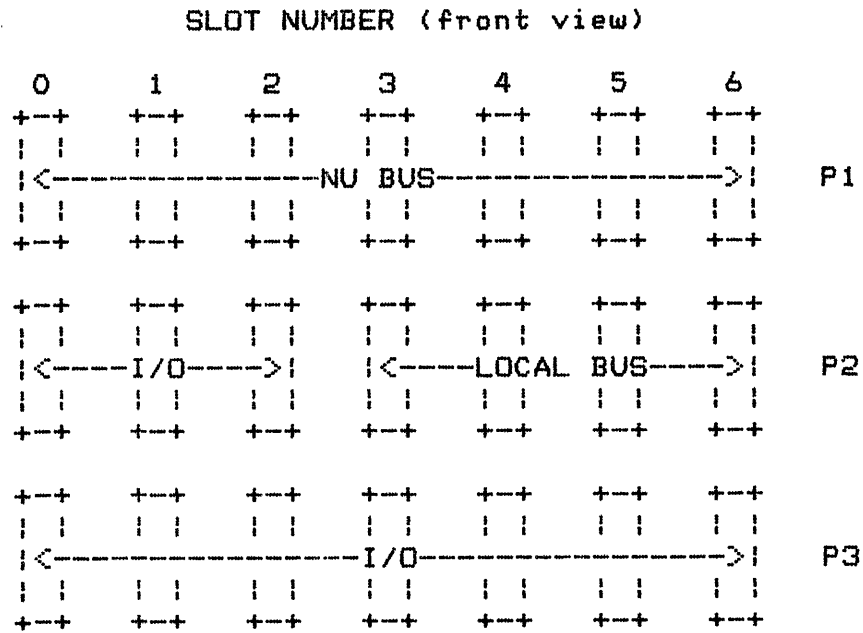 SLOT NUMBER (front view)
0 1 2 3 4 5 6
+--+ +--+ +--+ +--+ +--+ +--+ +--+
¦ ¦ ¦ ¦ ¦ ¦ ¦ ¦ ¦ ¦ ¦ ¦ ¦ ¦
¦<------------------NU BUS------------------>¦ P1
¦ ¦ ¦ ¦ ¦ ¦ ¦ ¦ ¦ ¦ ¦ ¦ ¦ ¦
+--+ +--+ +--+ +--+ +--+ +--+ +--+
+--+ +--+ +--+ +--+ +--+ +--+ +--+
¦ ¦ ¦ ¦ ¦ ¦ ¦ ¦ ¦ ¦ ¦ ¦ ¦ ¦
¦<-----I/O----->¦ ¦<-----LOCAL BUS----->¦ P2
¦ ¦ ¦ ¦ ¦ ¦ ¦ ¦ ¦ ¦ ¦ ¦ ¦ ¦
+--+ +--+ +--+ +--+ +--+ +--+ +--+
+--+ +--+ +--+ +--+ +--+ +--+ +--+
¦ ¦ ¦ ¦ ¦ ¦ ¦ ¦ ¦ ¦ ¦ ¦ ¦ ¦
¦<--------------------I/O------------------->¦ P3
¦ ¦ ¦ ¦ ¦ ¦ ¦ ¦ ¦ ¦ ¦ ¦ ¦ ¦
+--+ +--+ +--+ +--+ +--+ +--+ +--+